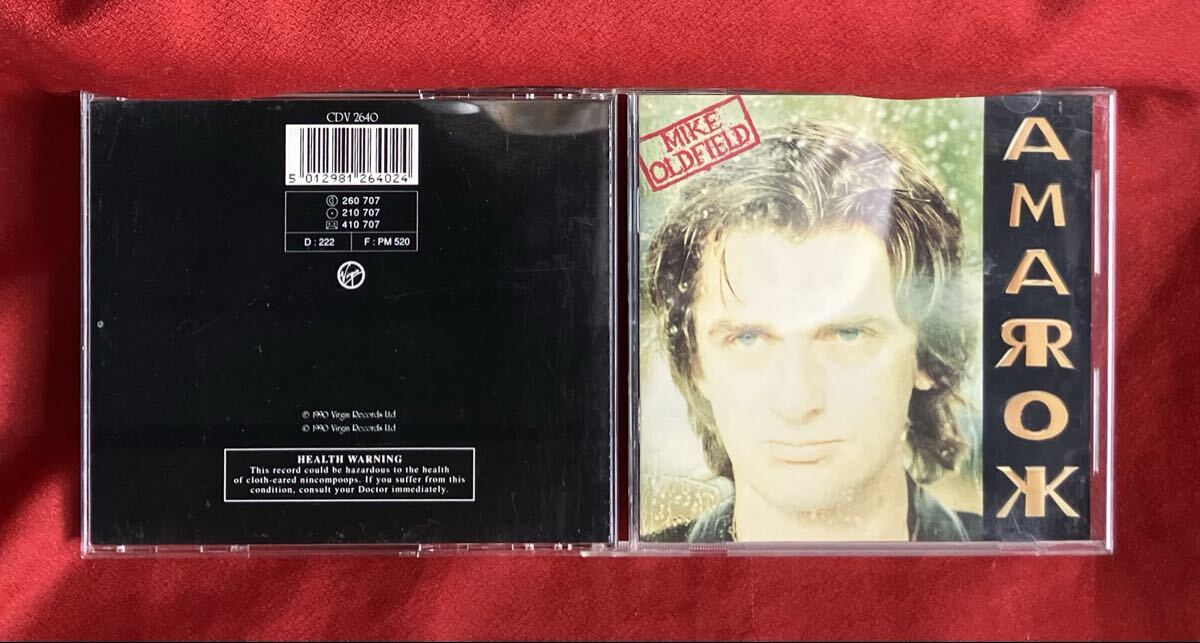 CDV 2640
5 012981 264024
260 707
210 707
410 707
D : 222
F : PM 520
Virgin
℗ 1990 Virgin Records Ltd
© 1990 Virgin Records Ltd
HEALTH WARNING
This record could be hazardous to the health
of cloth-eared nincompoops. If you suffer from this
condition, consult your Doctor immediately.
MIKE
OLDFIELD
AMAROK